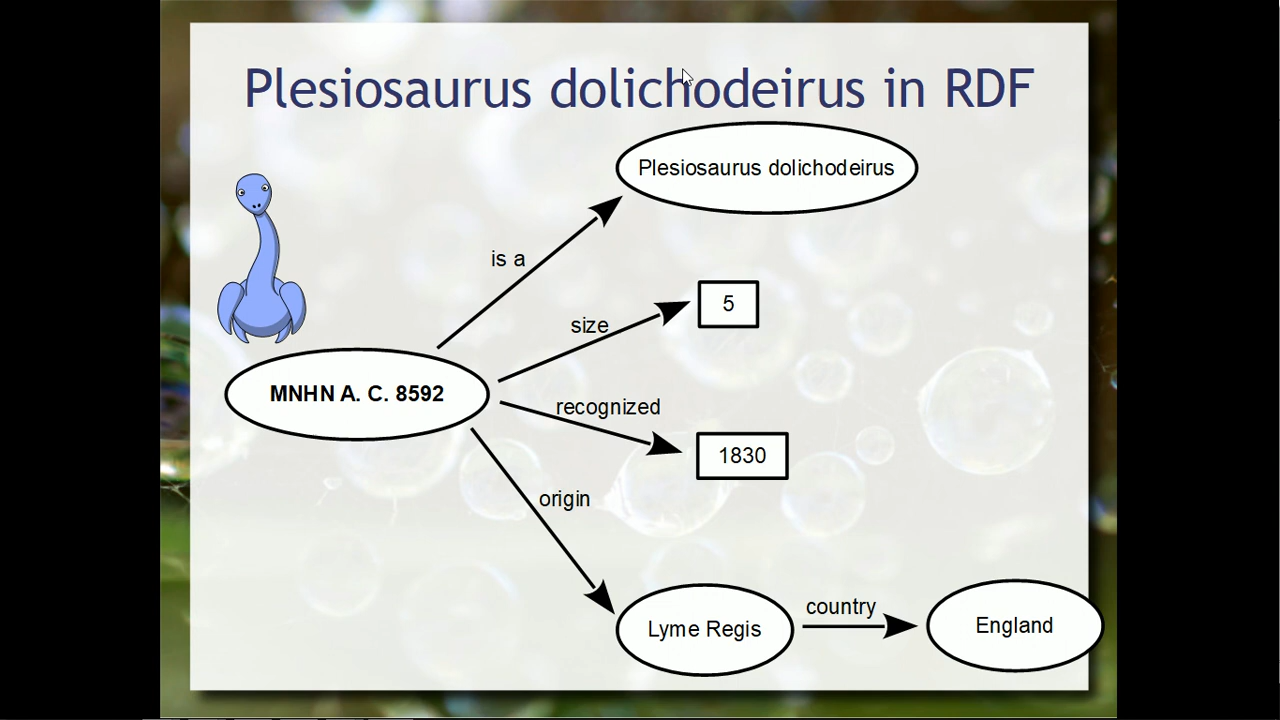 Plesiosaurus dolichodeirus in RDF
Plesiosaurus dolichodeirus
is a
5
size
MNHN A. C. 8592
recognized
1830
origin
Lyme Regis
country
England